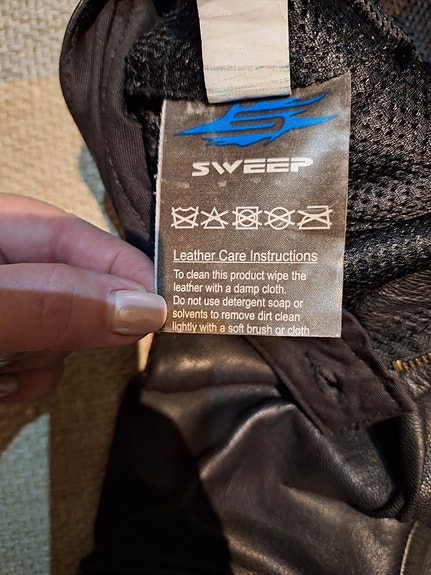 SWEEP
Leather Care Instructions
To clean this product wipe the
leather with a damp cloth.
Do not use detergent soap or
solvents to remove dirt clean
lightly with a soft brush or cloth